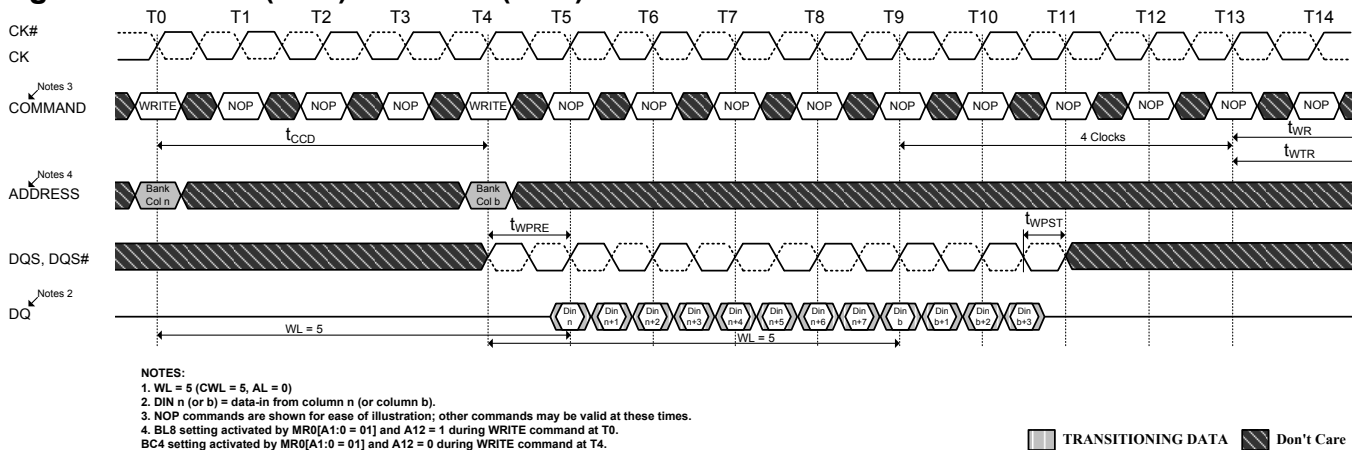 T0 T1 T2 T3 T4 T5 T6 T7 T8 T9 T10 T11 T12 T13 T14
CK#
CK
Notes 3
COMMAND
WRITE NOP NOP NOP WRITE NOP NOP NOP NOP NOP NOP NOP NOP NOP NOP
tCCD
4 Clocks
tWR
tWTR
Notes 4
ADDRESS
Bank Col n
Bank Col b
tWPRE
tWPST
DQS, DQS#
Notes 2
DQ
Din n
Din n+1
Din n+2
Din n+3
Din n+4
Din n+5
Din n+6
Din n+7
Din b
Din b+1
Din b+2
Din b+3
WL = 5
WL = 5
NOTES:
1. WL = 5 (CWL = 5, AL = 0)
2. DIN n (or b) = data-in from column n (or column b).
3. NOP commands are shown for ease of illustration; other commands may be valid at these times.
4. BL8 setting activated by MR0[A1:0 = 01] and A12 = 1 during WRITE command at T0.
BC4 setting activated by MR0[A1:0 = 01] and A12 = 0 during WRITE command at T4.
TRANSITIONING DATA
Don't Care